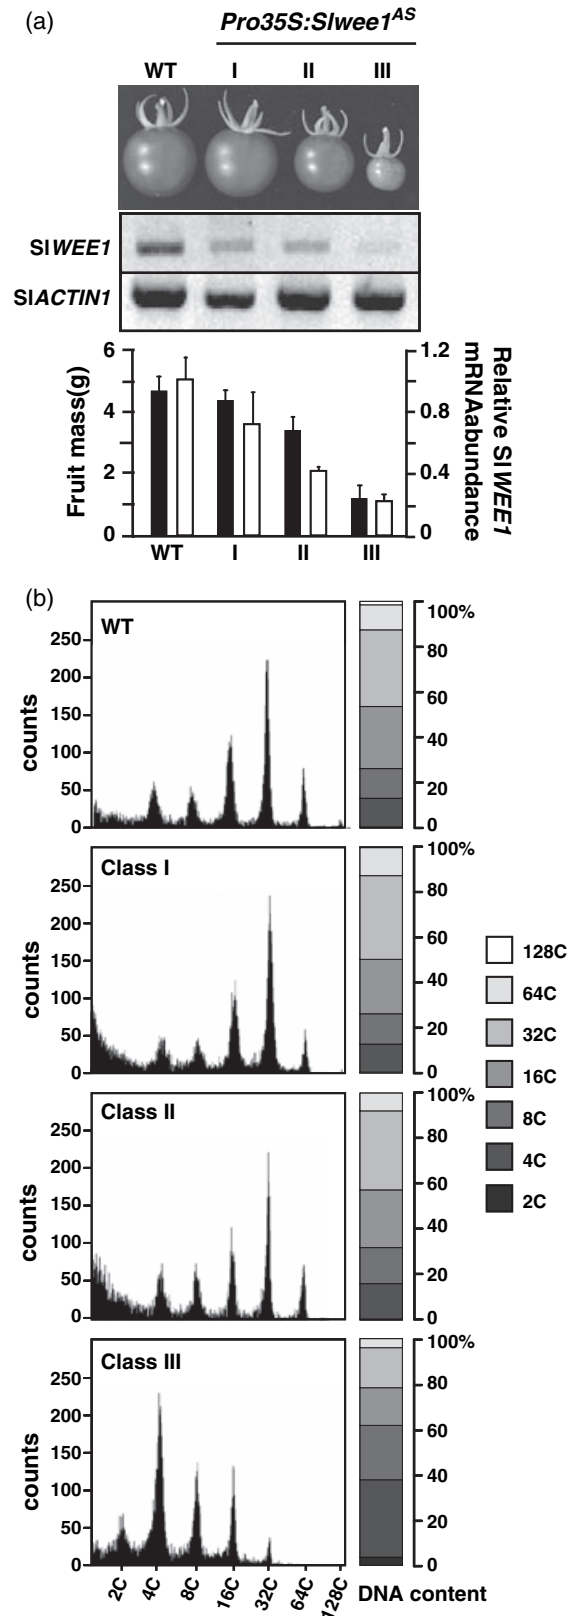 (a)
Pro35S:Slwee1AS
WT I II III
SlWEE1
SlACTIN1
6 1.2
4 0.8
2 0.4
0 0
Fruit mass(g)
Relative SlWEE1
mRNAabundance
WT I II III
(b)
WT
counts
250
200
150
100
50
0
100%
80
60
40
20
0
Class I
counts
250
200
150
100
50
0
100%
80
60
40
20
0
128C
64C
32C
16C
8C
4C
2C
Class II
counts
250
200
150
100
50
0
100%
80
60
40
20
0
Class III
counts
250
200
150
100
50
0
100%
80
60
40
20
0
2C 4C 8C 16C 32C 64C 128C
DNA content